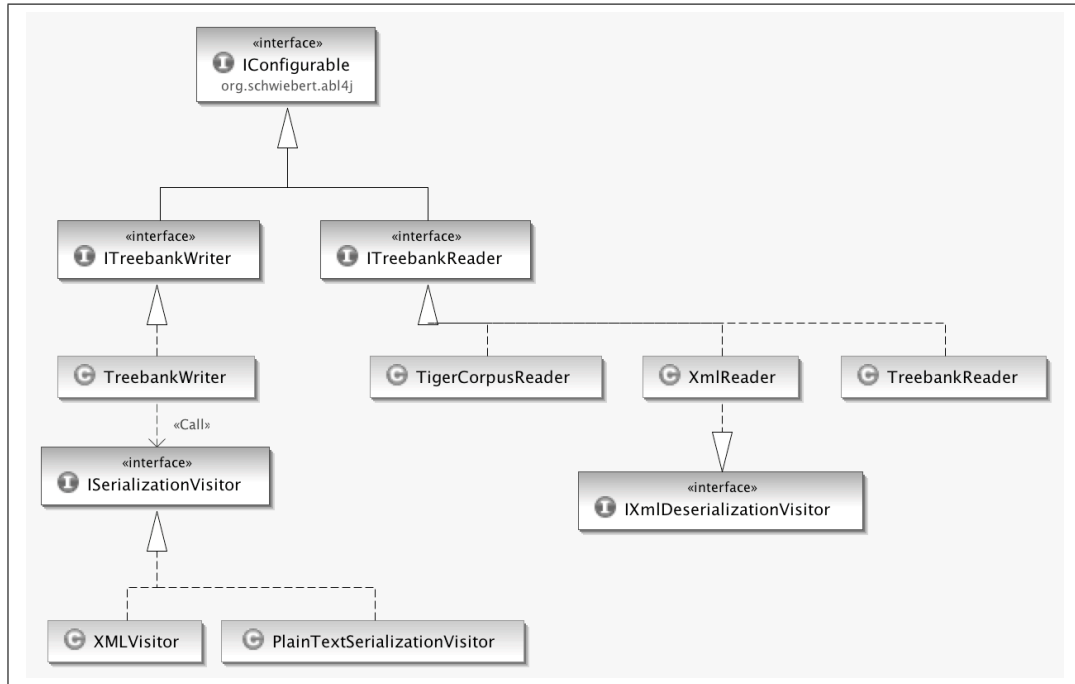 «interface»
I IConfigurable
org.schwiebert.abl4j
«interface»
I ITreebankWriter
«interface»
I ITreebankReader
C TreebankWriter
C TigerCorpusReader
C XmlReader
C TreebankReader
«Call»
«interface»
I ISerializationVisitor
«interface»
I IXmlDeserializationVisitor
C XMLVisitor
C PlainTextSerializationVisitor